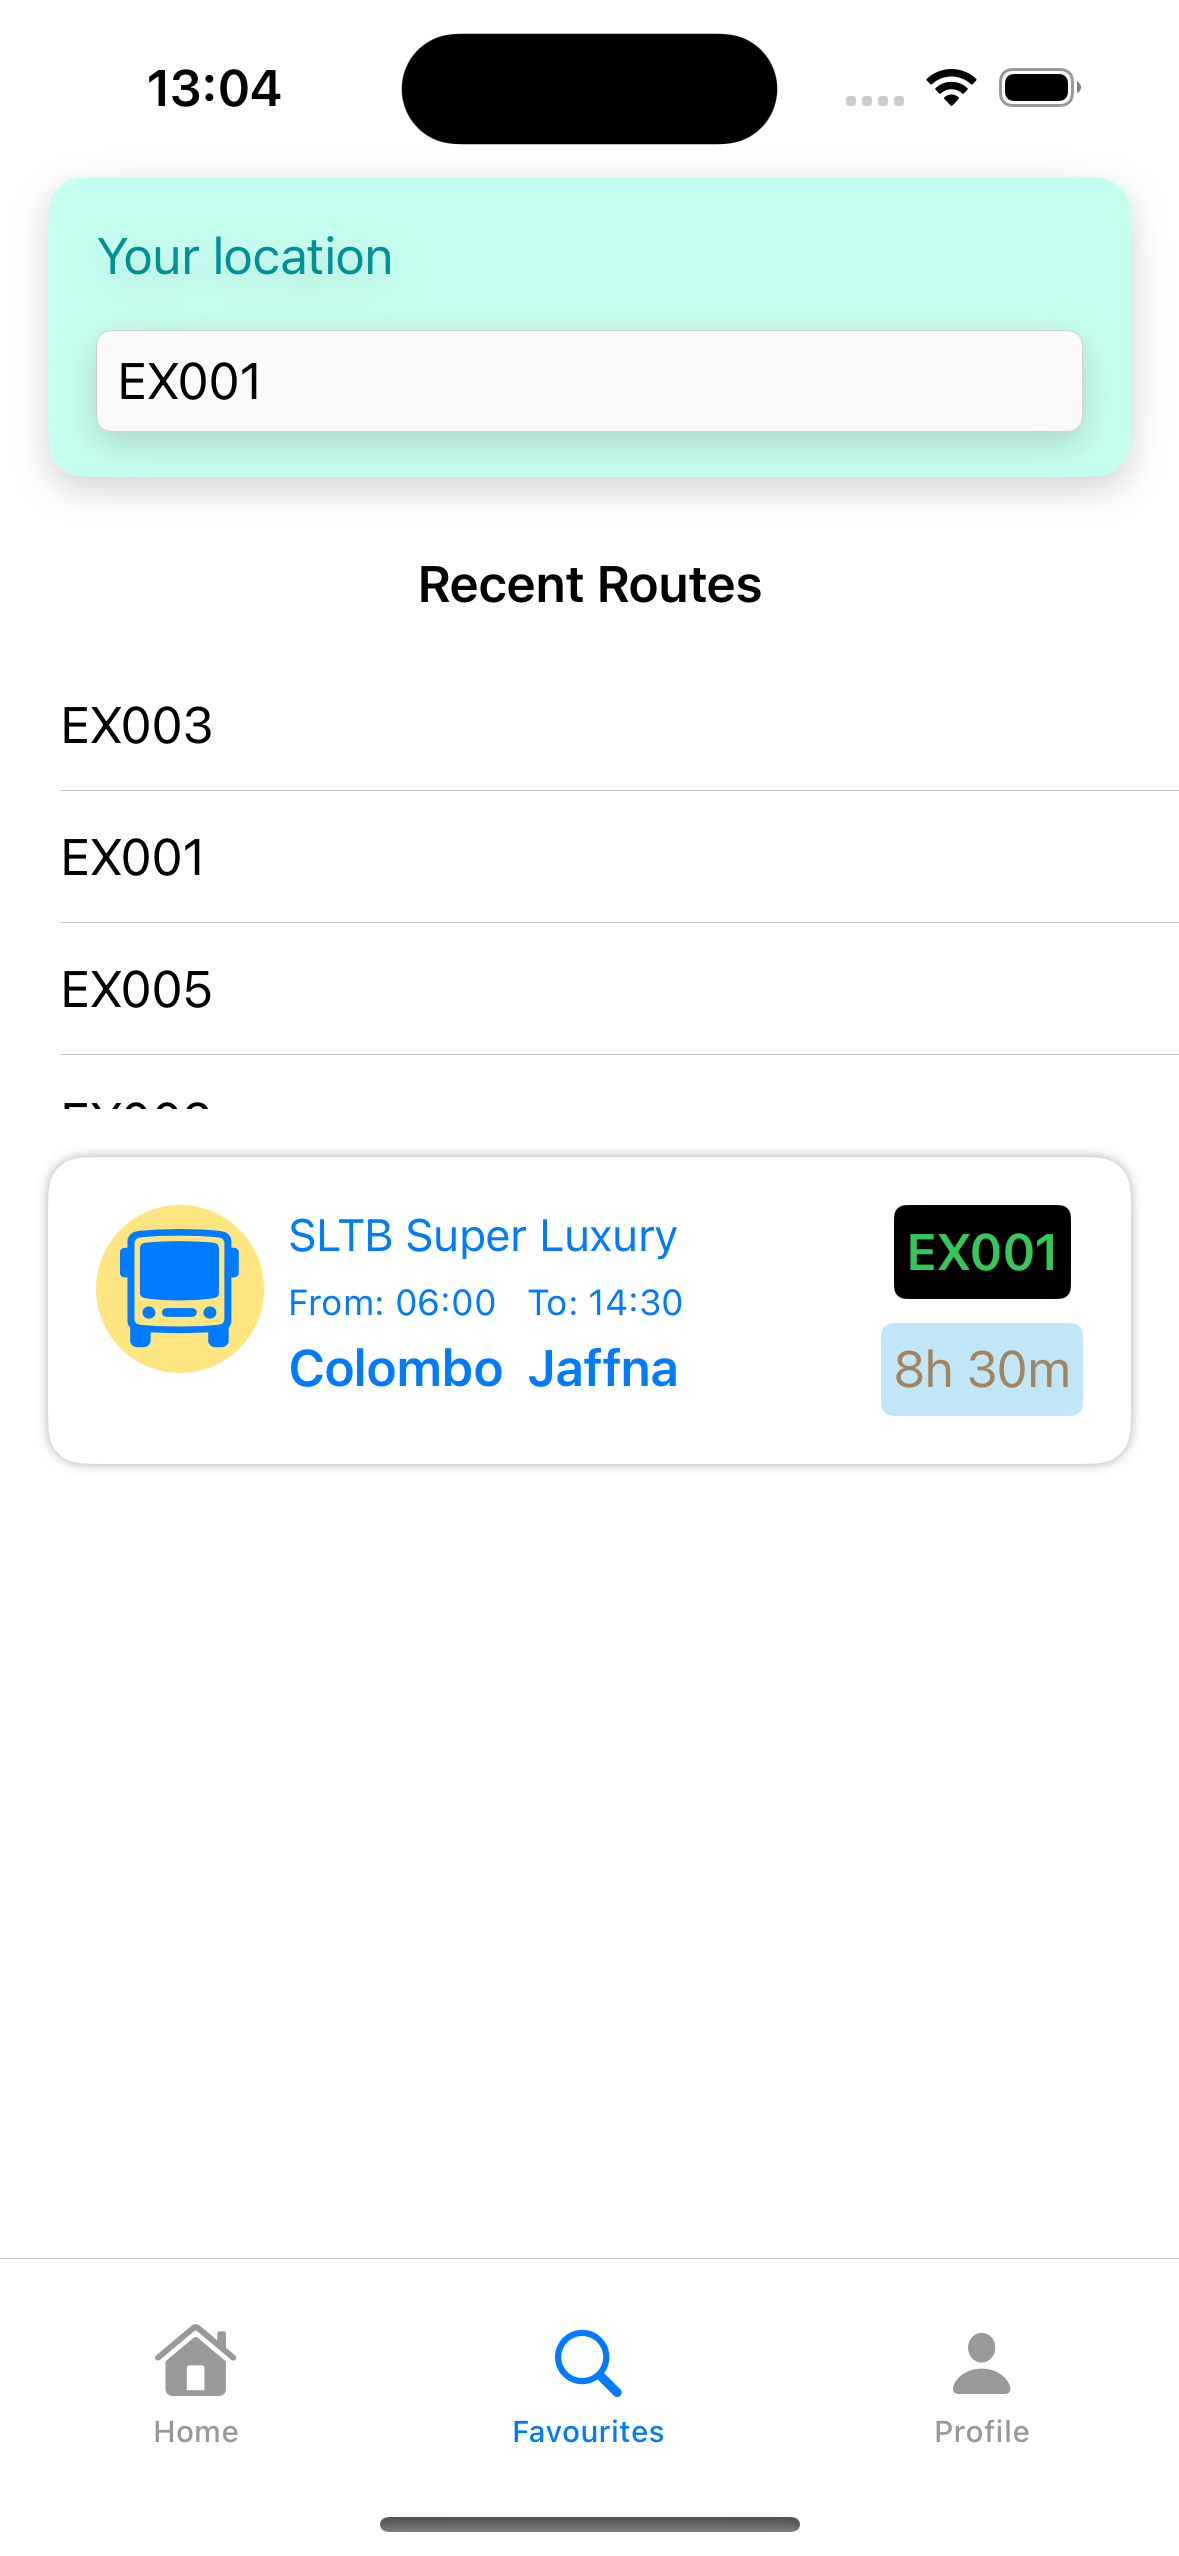 13:04
Your location
EX001
Recent Routes
EX003
EX001
EX005
SLTB Super Luxury
EX001
From: 06:00 To: 14:30
Colombo Jaffna
8h 30m
Home
Favourites
Profile